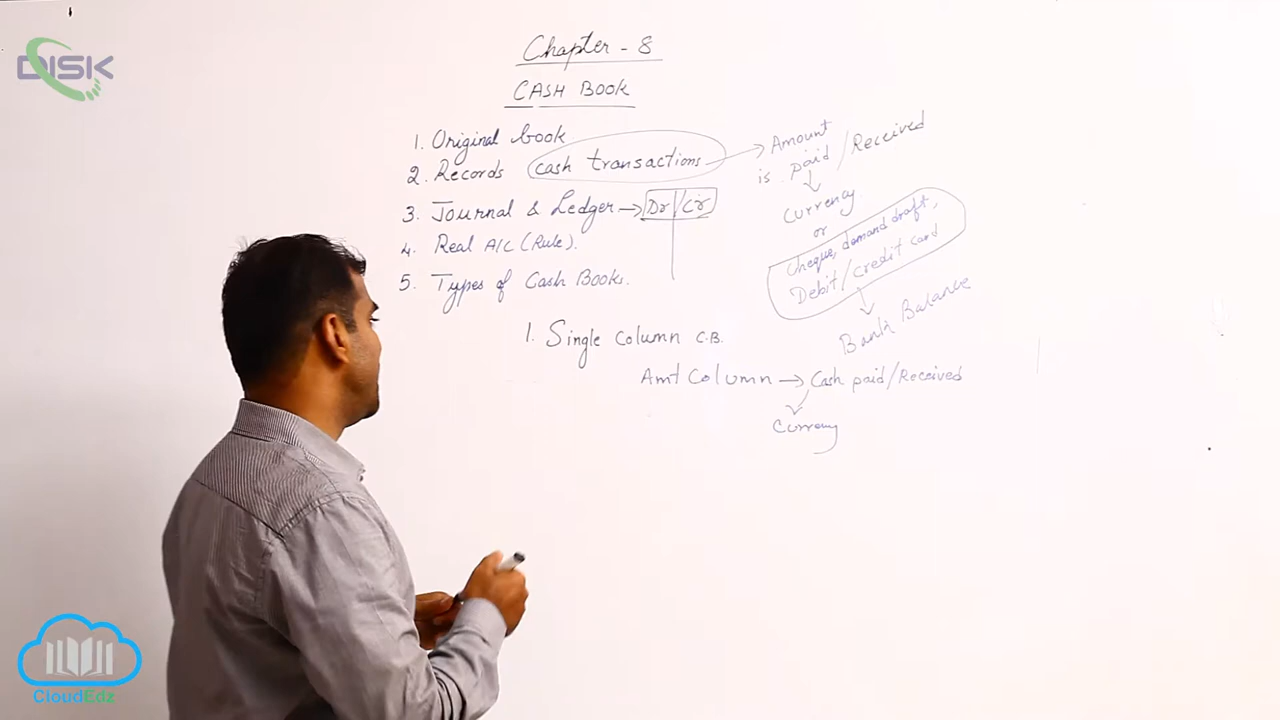 DISK
Chapter - 8
CASH BOOK
1. Original book
2. Records cash transactions → Amount is paid / Received
↓
Currency
or
Cheque, demand draft,
Debit / credit card
↓
Bank Balance
3. Journal & Ledger → Dr / Cr
4. Real A/C (Rule).
5. Types of Cash Books.
1. Single Column C.B.
Amt Column → Cash paid / Received
↓
Currency
CloudEdz